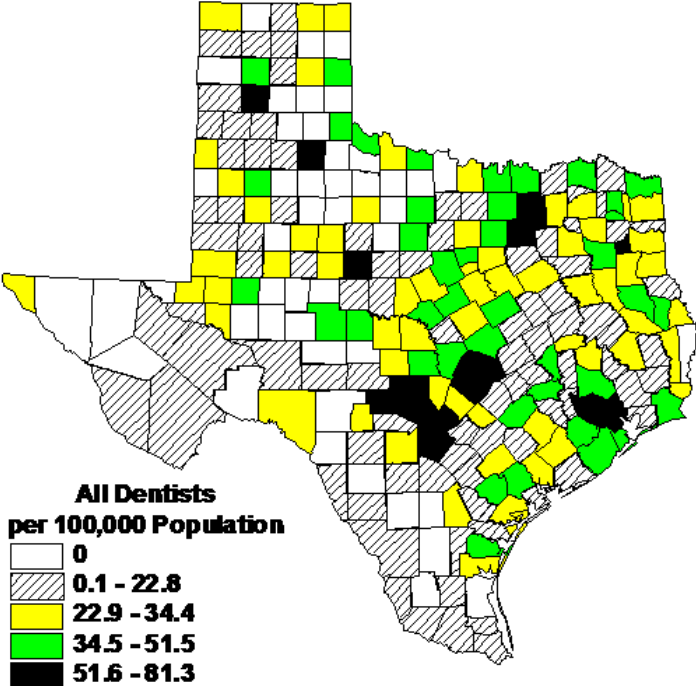 All Dentists
per 100,000 Population
0
0.1 - 22.8
22.9 - 34.4
34.5 - 51.5
51.6 - 81.3